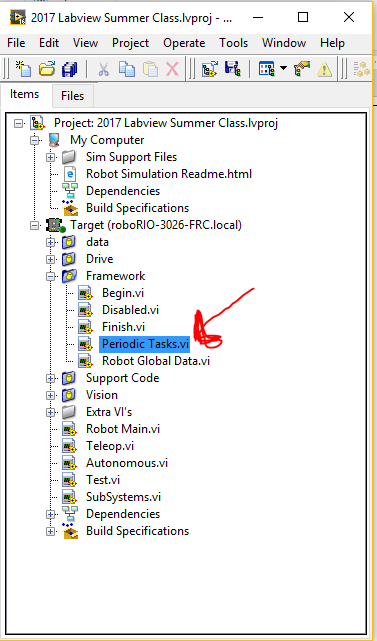 2017 Labview Summer Class.lvproj - ...
File Edit View Project Operate Tools Window Help
Items Files
Project: 2017 Labview Summer Class.lvproj
My Computer
Sim Support Files
Robot Simulation Readme.html
Dependencies
Build Specifications
Target (roboRIO-3026-FRC.local)
data
Drive
Framework
Begin.vi
Disabled.vi
Finish.vi
Periodic Tasks.vi
Robot Global Data.vi
Support Code
Vision
Extra VI's
Robot Main.vi
Teleop.vi
Autonomous.vi
Test.vi
SubSystems.vi
Dependencies
Build Specifications